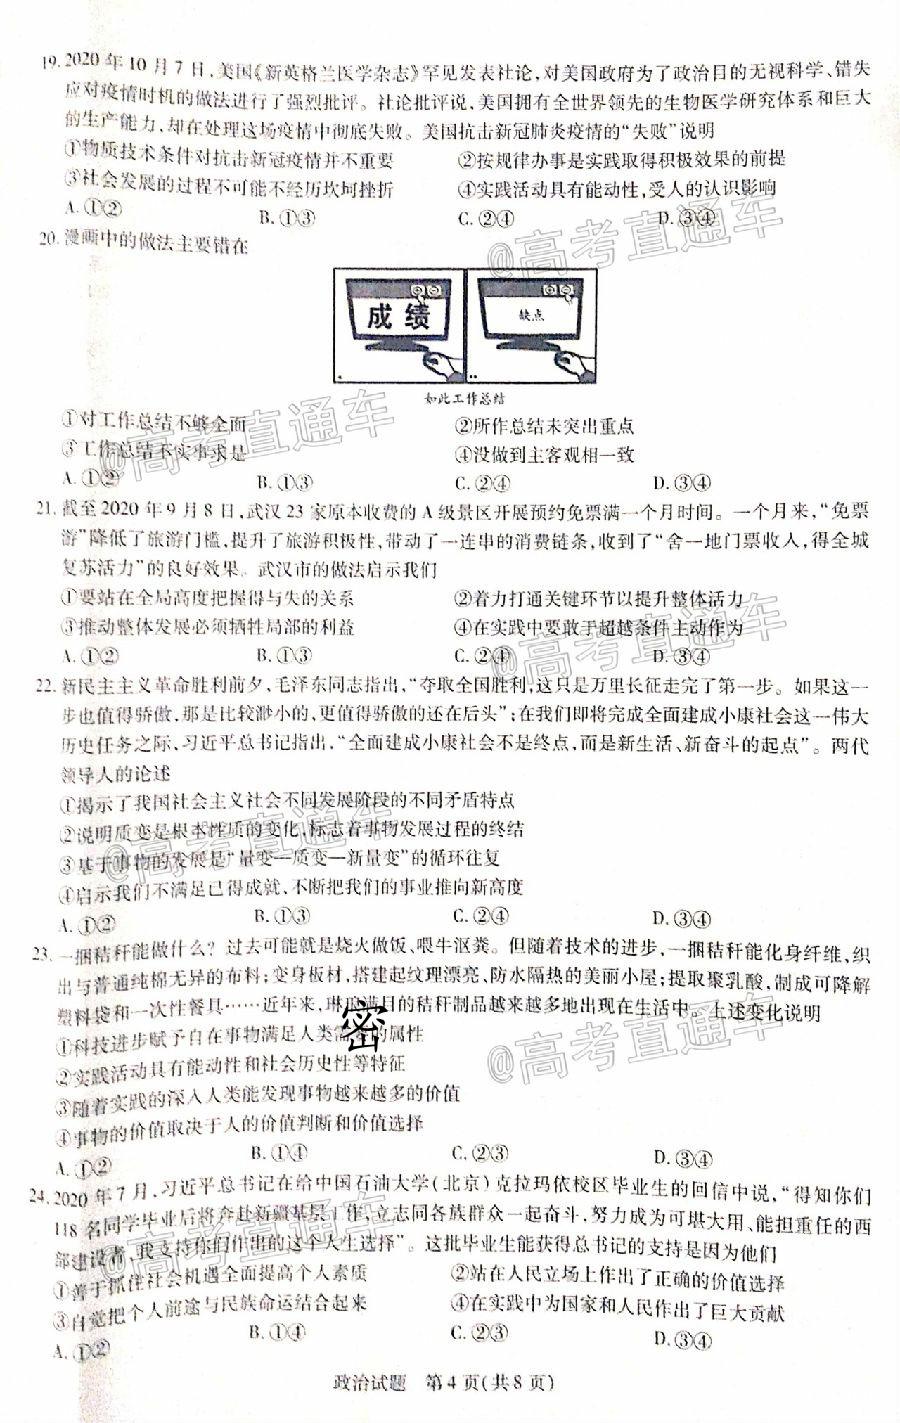 19. 2020年10月7日,美国《新英格兰医学杂志》罕见发表社论,对美国政府为了政治目的无视科学、错失
应对疫情时机的做法进行了强烈批评。社论批评说,美国拥有全世界领先的生物医学研究体系和巨大
的生产能力,却在处理这场疫情中彻底失败。美国抗击新冠肺炎疫情的“失败”说明
①物质技术条件对抗击新冠疫情并不重要 ②按规律办事是实践取得积极效果的前提
③社会发展的过程不可能不经历坎坷挫折 ④实践活动具有能动性,受人的认识影响
A.①② B.①③ C.②④ D.③④
20. 漫画中的做法主要错在
成绩 缺点
如此工作总结
①对工作总结不够全面 ②所作总结未突出重点
③工作总结不实事求是 ④没做到主客观相一致
A.①② B.①③ C.②④ D.③④
21. 截至2020年9月8日,武汉23家原本收费的A级景区开展预约免票满一个月时间。一个月来,“免票
游”降低了旅游门槛,提升了旅游积极性,带动了一连串的消费链条,收到了“舍一地门票收人,得全城
复苏活力”的良好效果。武汉市的做法启示我们
①要站在全局高度把握得与失的关系 ②着力打通关键环节以提升整体活力
③推动整体发展必须牺牲局部的利益 ④在实践中要敢于超越条件主动作为
A.①② B.①③ C.②④ D.③④
22. 新民主主义革命胜利前夕,毛泽东同志指出,“夺取全国胜利,这只是万里长征走完了第一步。如果这一
步也值得骄傲,那是比较渺小的,更值得骄傲的还在后头”;在我们即将完成全面建成小康社会这一伟大
历史任务之际,习近平总书记指出,“全面建成小康社会不是终点,而是新生活、新奋斗的起点”。两代
领导人的论述
①揭示了我国社会主义社会不同发展阶段的不同矛盾特点
②说明质变是根本性质的变化,标志着事物发展过程的终结
③基于事物的发展是“量变—质变—新量变”的循环往复
④启示我们不满足已得成就,不断把我们的事业推向新高度
A.①② B.①③ C.②④ D.③④
23. 一捆秸秆能做什么?过去可能就是烧火做饭、喂牛沤粪。但随着技术的进步,一捆秸秆能化身纤维,织
出与普通纯棉无异的布料;变身板材,搭建起纹理漂亮、防水隔热的美丽小屋;提取聚乳酸,制成可降解
塑料袋和一次性餐具……近年来,琳琅满目的秸秆制品越来越多地出现在生活中。上述变化说明
①科技进步赋予自在事物满足人类需要的属性
②实践活动具有能动性和社会历史性等特征
③随着实践的深入人类能发现事物越来越多的价值
④事物的价值取决于人的价值判断和价值选择
A.①② B.①④ C.②③ D.③④
密
24. 2020年7月,习近平总书记在给中国石油大学(北京)克拉玛依校区毕业生的回信中说,“得知你们
118名同学毕业后将奔赴新疆基层工作,立志同各族群众一起奋斗,努力成为可堪大用、能担重任的西
部建设者,我支持你们作出的这个人生选择”。这批毕业生能获得总书记的支持是因为他们
①善于抓住社会机遇全面提高个人素质 ②站在人民立场上作出了正确的价值选择
③自觉把个人前途与民族命运结合起来 ④在实践中为国家和人民作出了巨大贡献
A.①② B.①④ C.②③ D.③④
政治试题 第4页(共8页)
@高考直通车
@高考直通车
@高考直通车
@高考直通车
@高考直通车
@高考直通车